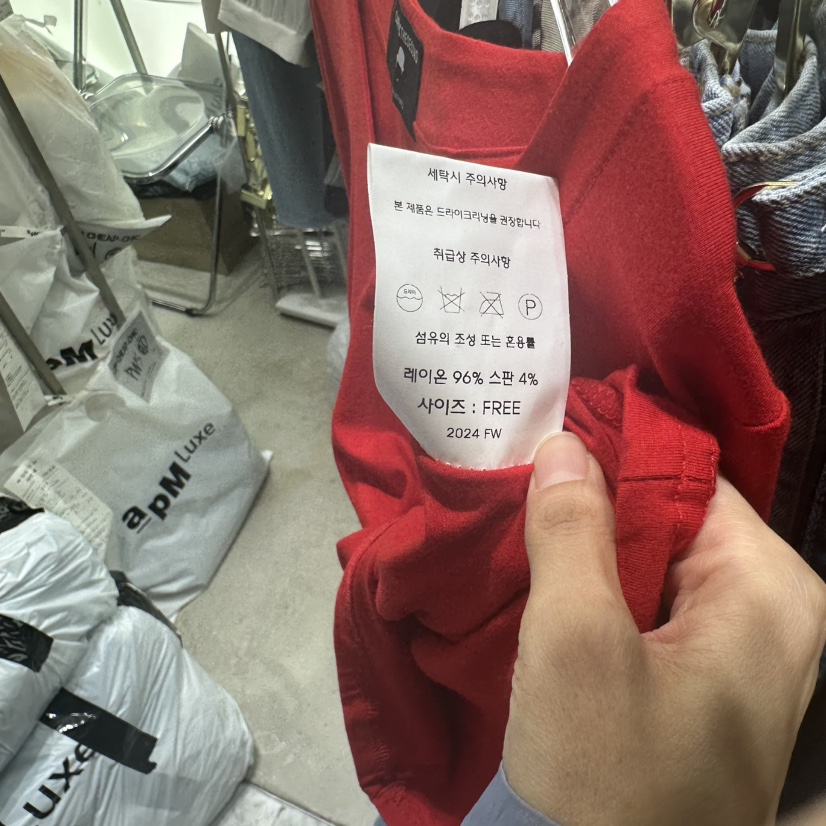 세탁시 주의사항
본 제품은 드라이크리닝을 권장합니다
취급상 주의사항
드라이
P
섬유의 조성 또는 혼용률
레이온 96% 스판 4%
사이즈 : FREE
2024 FW
apM Luxe
apM Luxe
Luxe